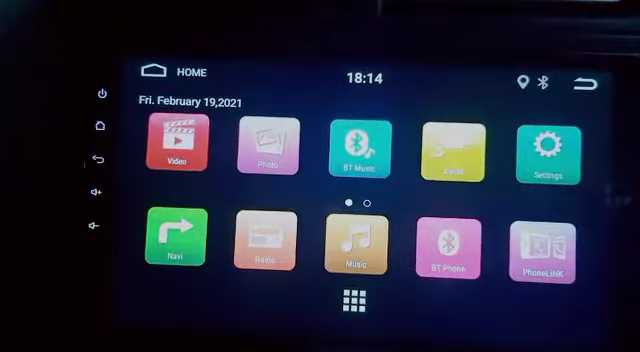 HOME
18:14
Fri. February 19,2021
Video
Photo
BT Music
Settings
Navi
Radio
Music
BT Phone
PhoneLiNK